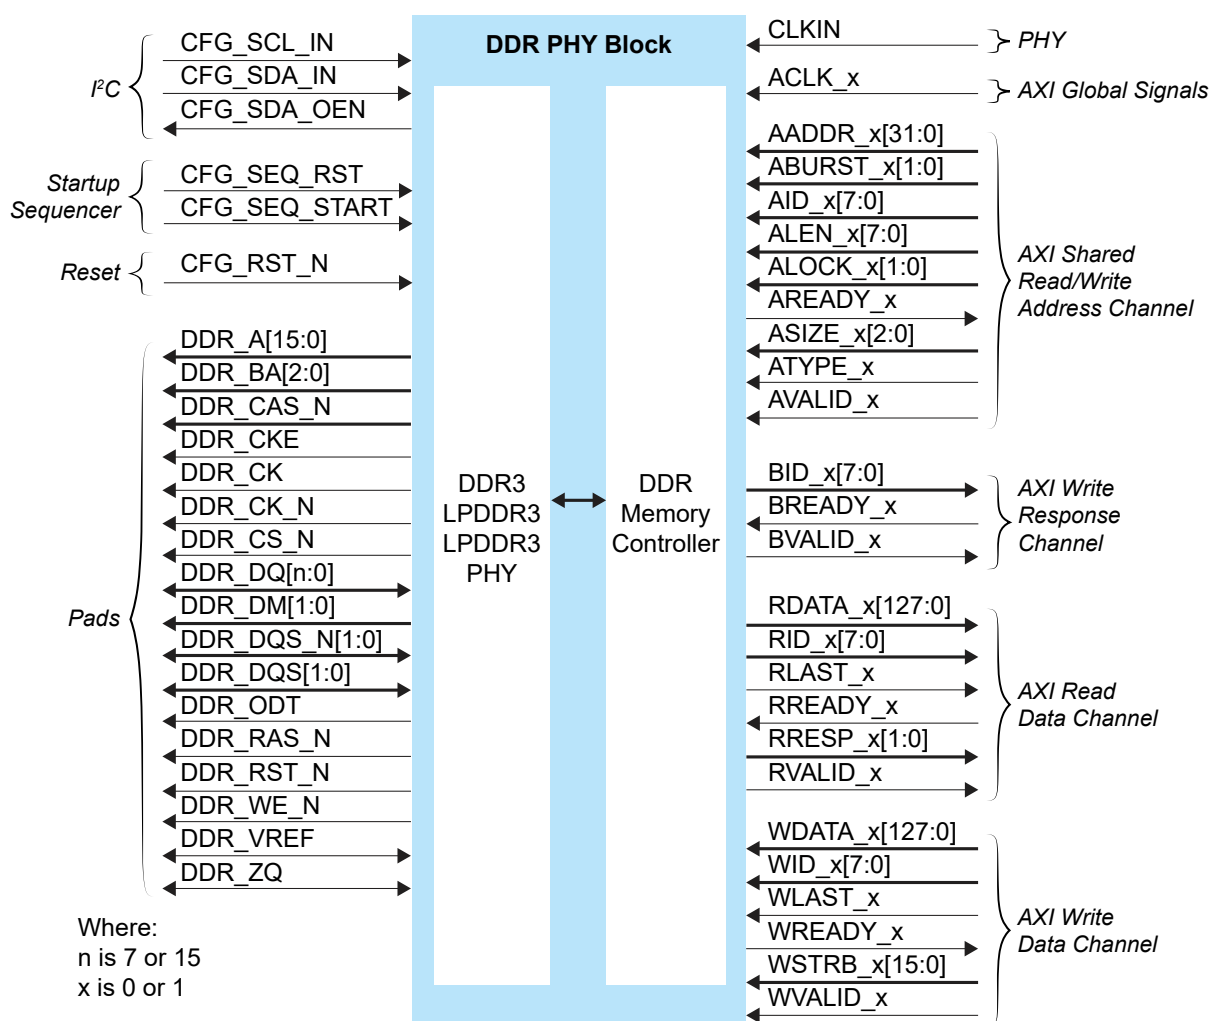 DDR PHY Block
I²C
CFG_SCL_IN
CFG_SDA_IN
CFG_SDA_OEN
Startup
Sequencer
CFG_SEQ_RST
CFG_SEQ_START
Reset
CFG_RST_N
Pads
DDR_A[15:0]
DDR_BA[2:0]
DDR_CAS_N
DDR_CKE
DDR_CK
DDR_CK_N
DDR_CS_N
DDR_DQ[n:0]
DDR_DM[1:0]
DDR_DQS_N[1:0]
DDR_DQS[1:0]
DDR_ODT
DDR_RAS_N
DDR_RST_N
DDR_WE_N
DDR_VREF
DDR_ZQ
Where:
n is 7 or 15
x is 0 or 1
DDR3
LPDDR3
LPDDR3
PHY
DDR
Memory
Controller
CLKIN
PHY
ACLK_x
AXI Global Signals
AADDR_x[31:0]
ABURST_x[1:0]
AID_x[7:0]
ALEN_x[7:0]
ALOCK_x[1:0]
AREADY_x
ASIZE_x[2:0]
ATYPE_x
AVALID_x
AXI Shared
Read/Write
Address Channel
BID_x[7:0]
BREADY_x
BVALID_x
AXI Write
Response
Channel
RDATA_x[127:0]
RID_x[7:0]
RLAST_x
RREADY_x
RRESP_x[1:0]
RVALID_x
AXI Read
Data Channel
WDATA_x[127:0]
WID_x[7:0]
WLAST_x
WREADY_x
WSTRB_x[15:0]
WVALID_x
AXI Write
Data Channel